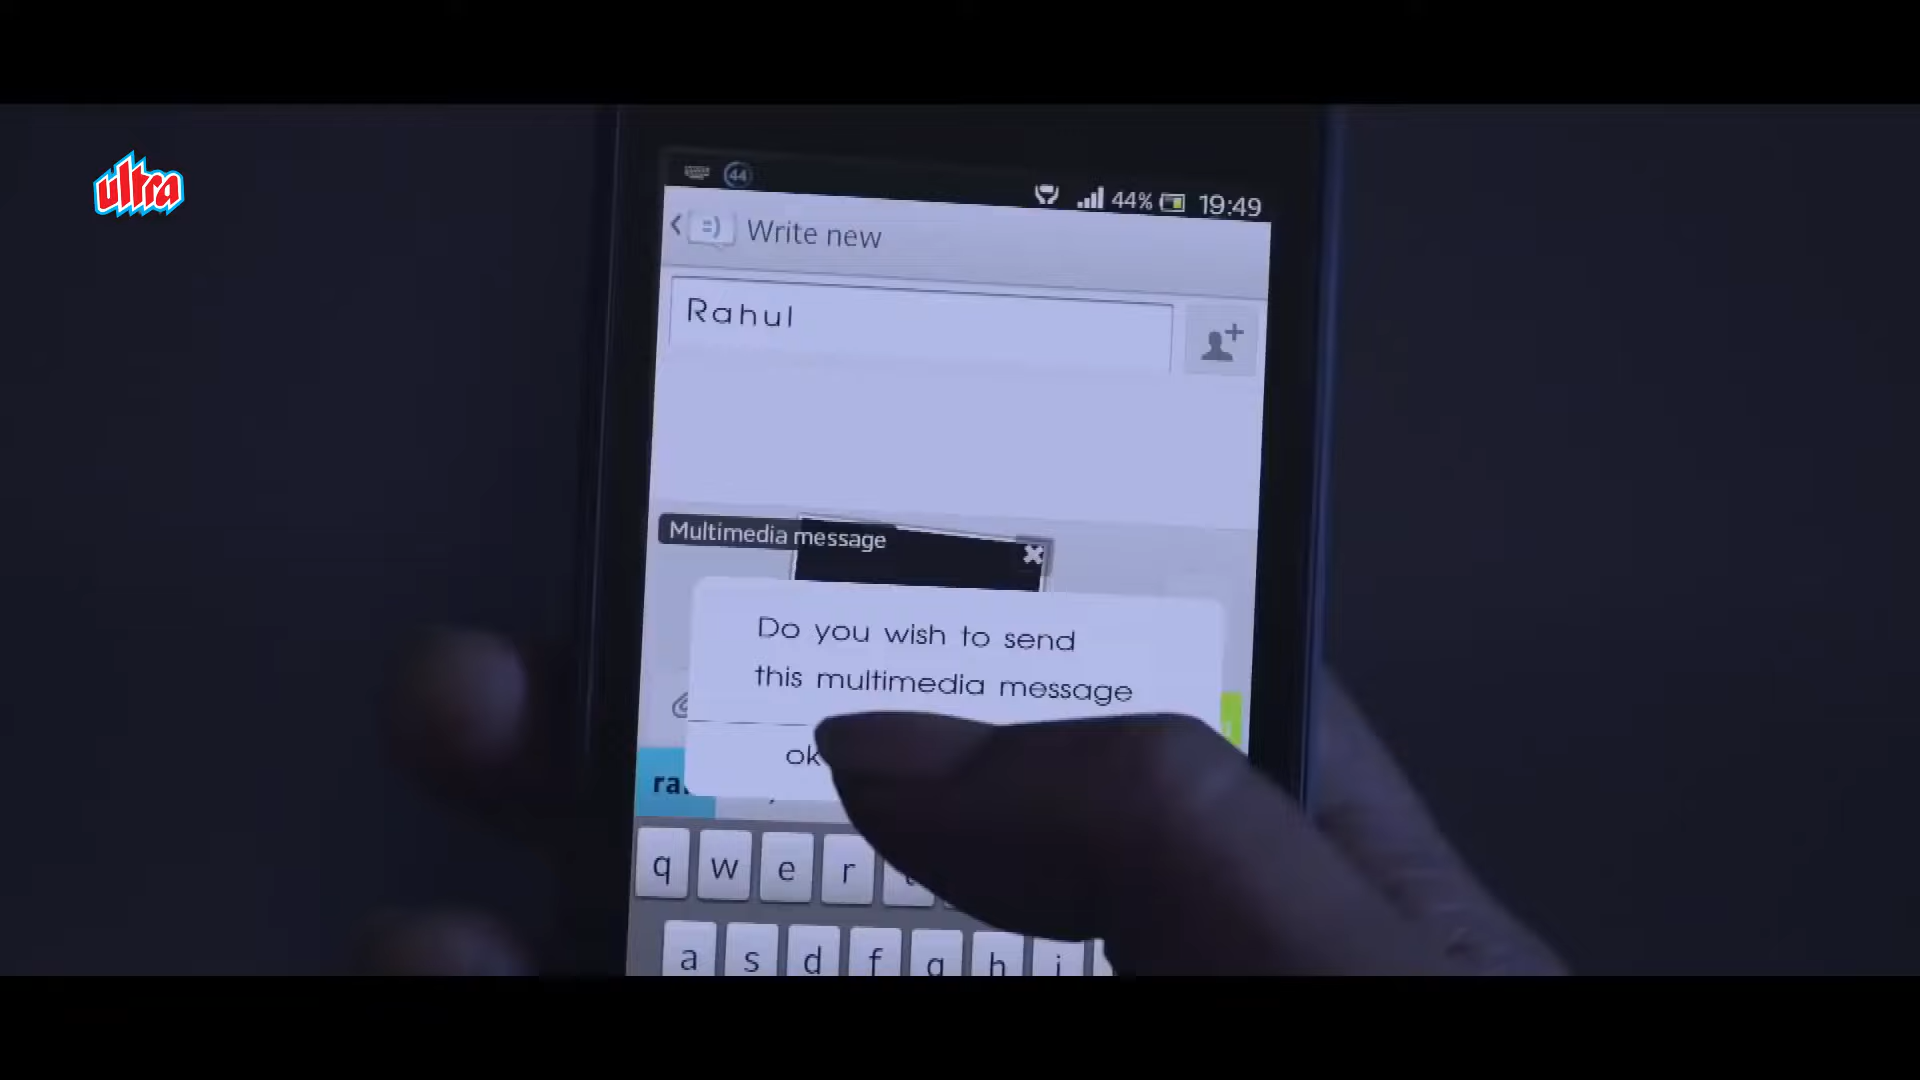 ultra
44
44% 19:49
Write new
Rahul
Multimedia message
Do you wish to send
this multimedia message
ok
q w e r
a s d f g h j